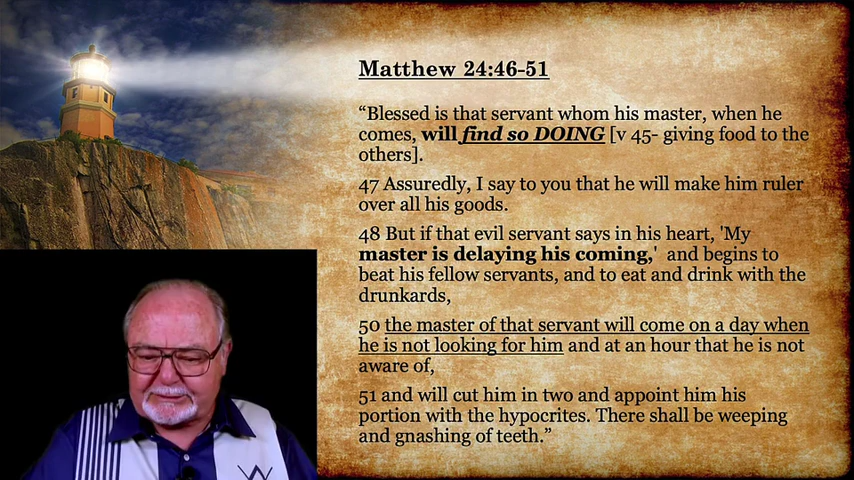 Matthew 24:46-51
“Blessed is that servant whom his master, when he
comes, will find so DOING [v 45- giving food to the
others].
47 Assuredly, I say to you that he will make him ruler
over all his goods.
48 But if that evil servant says in his heart, 'My
master is delaying his coming,' and begins to
beat his fellow servants, and to eat and drink with the
drunkards,
50 the master of that servant will come on a day when
he is not looking for him and at an hour that he is not
aware of,
51 and will cut him in two and appoint him his
portion with the hypocrites. There shall be weeping
and gnashing of teeth.”